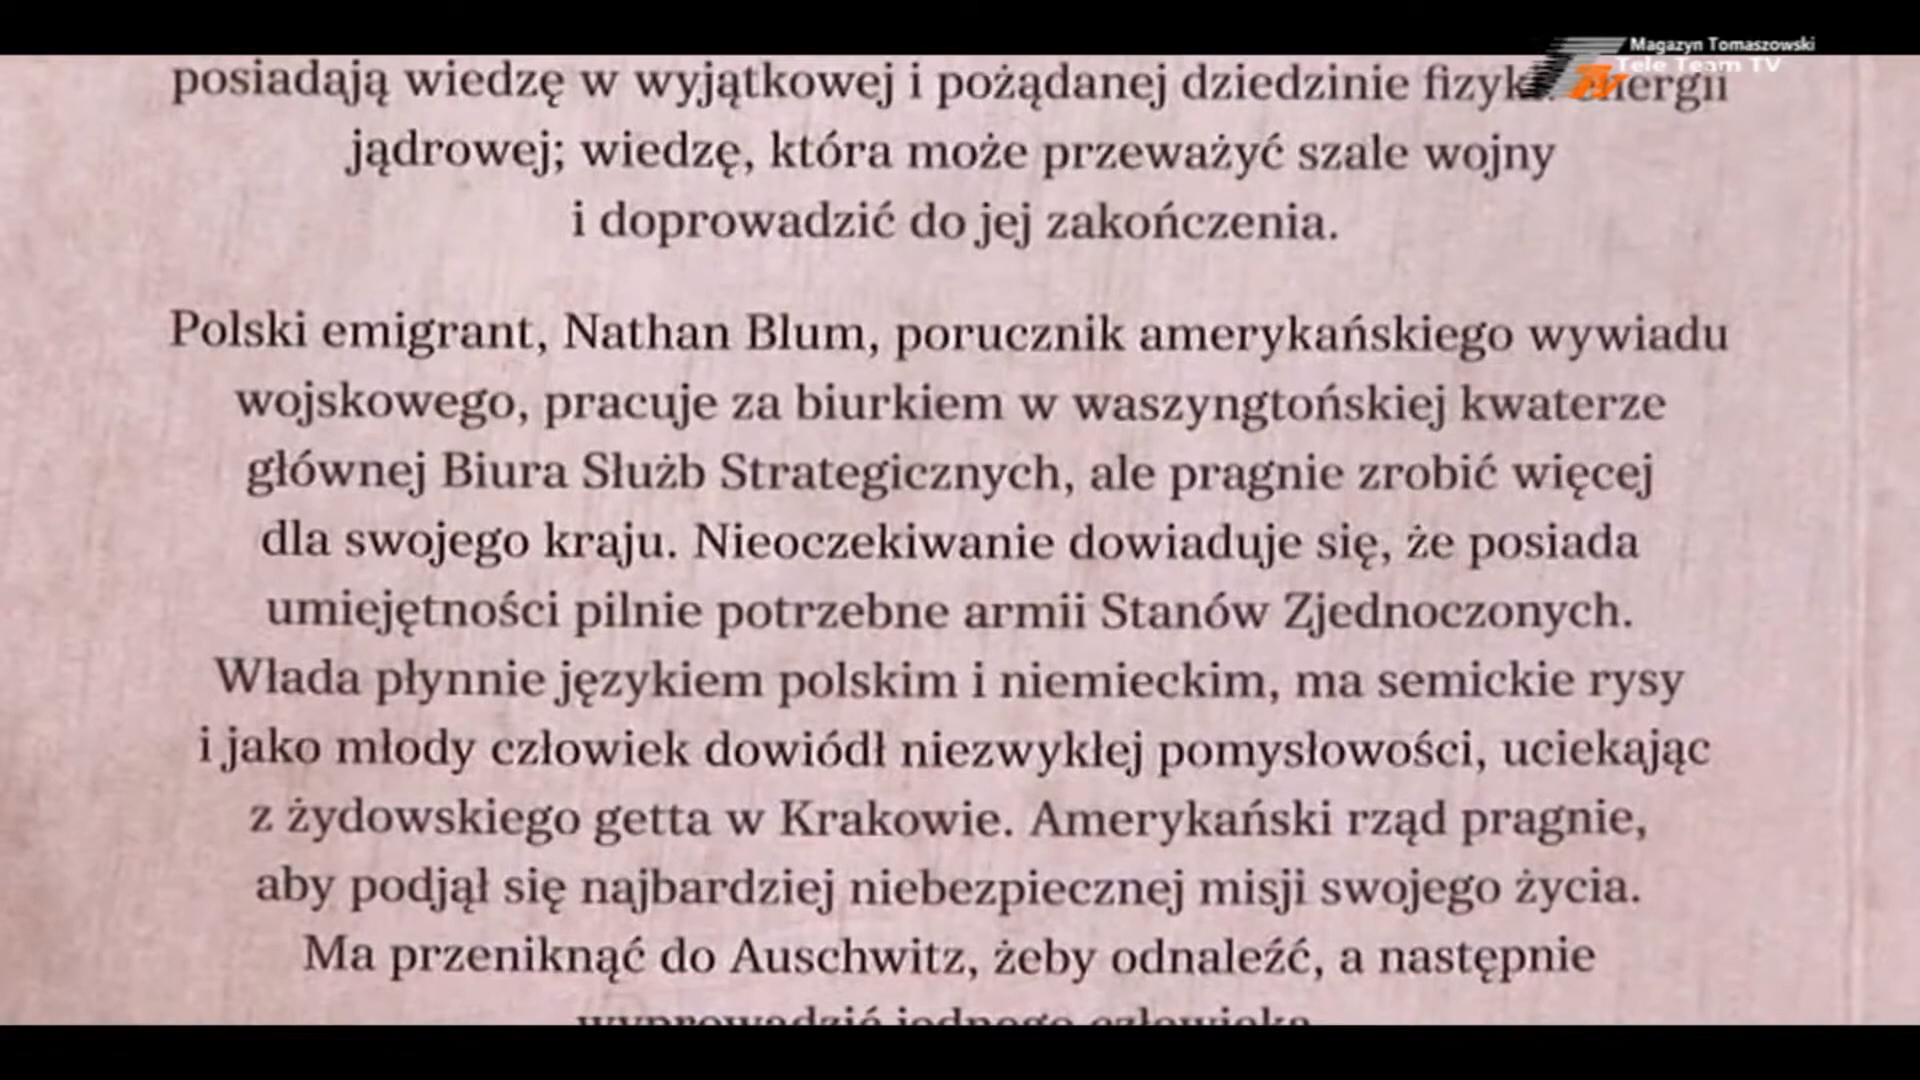 Magazyn Tomaszowski
Tele Team TV
posiadają wiedzę w wyjątkowej i pożądanej dziedzinie
jądrowej; wiedzę, która może przeważyć szale wojny
i doprowadzić do jej zakończenia.
Polski emigrant, Nathan Blum, porucznik amerykańskiego wywiadu
wojskowego, pracuje za biurkiem w waszyngtońskiej kwaterze
głównej Biura Służb Strategicznych, ale pragnie zrobić więcej
dla swojego kraju. Nieoczekiwanie dowiaduje się, że posiada
umiejętności pilnie potrzebne armii Stanów Zjednoczonych.
Włada płynnie językiem polskim i niemieckim, ma semickie rysy
i jako młody człowiek dowiódł niezwykłej pomysłowości, uciekając
z żydowskiego getta w Krakowie. Amerykański rząd pragnie,
aby podjął się najbardziej niebezpiecznej misji swojego życia.
Ma przeniknąć do Auschwitz, żeby odnaleźć, a następnie